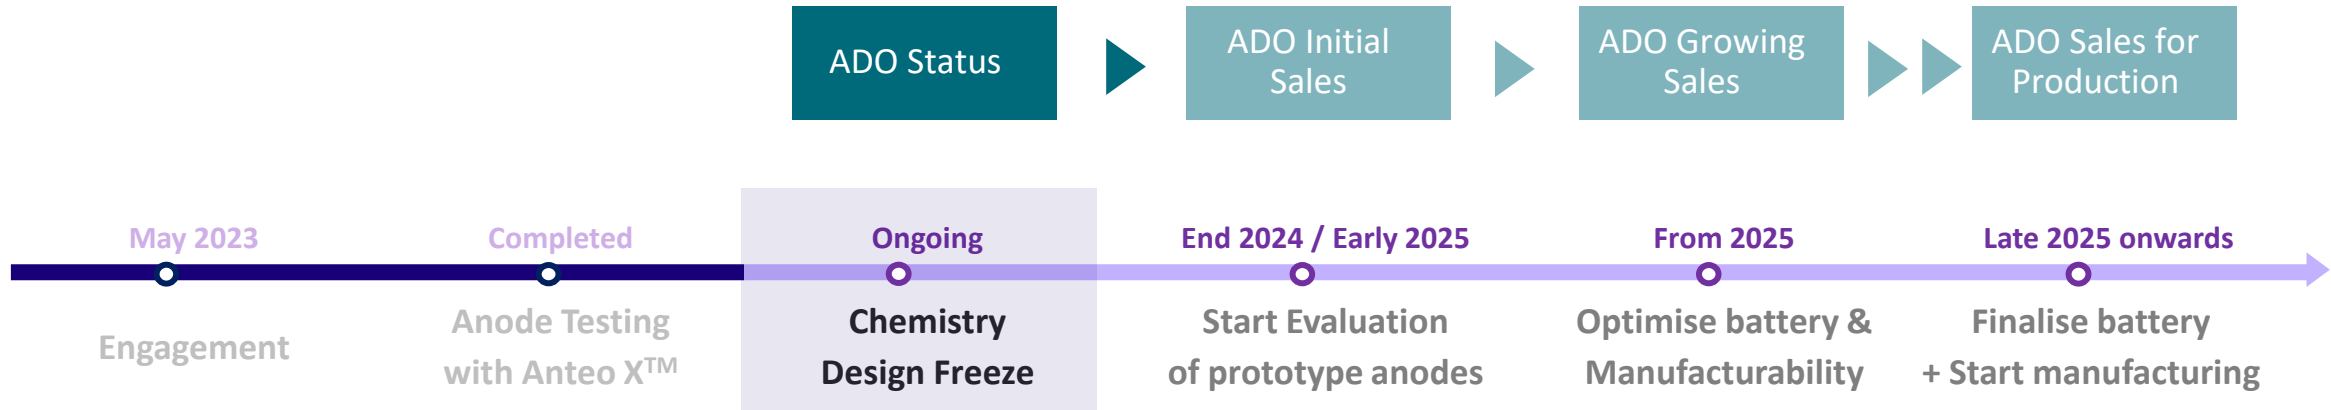 ADO Status
ADO Initial
Sales
ADO Growing
Sales
ADO Sales for
Production
May 2023
Completed
Ongoing
End 2024 / Early 2025
From 2025
Late 2025 onwards
Engagement
Anode Testing
with Anteo X™
Chemistry
Design Freeze
Start Evaluation
of prototype anodes
Optimise battery &
Manufacturability
Finalise battery
+ Start manufacturing